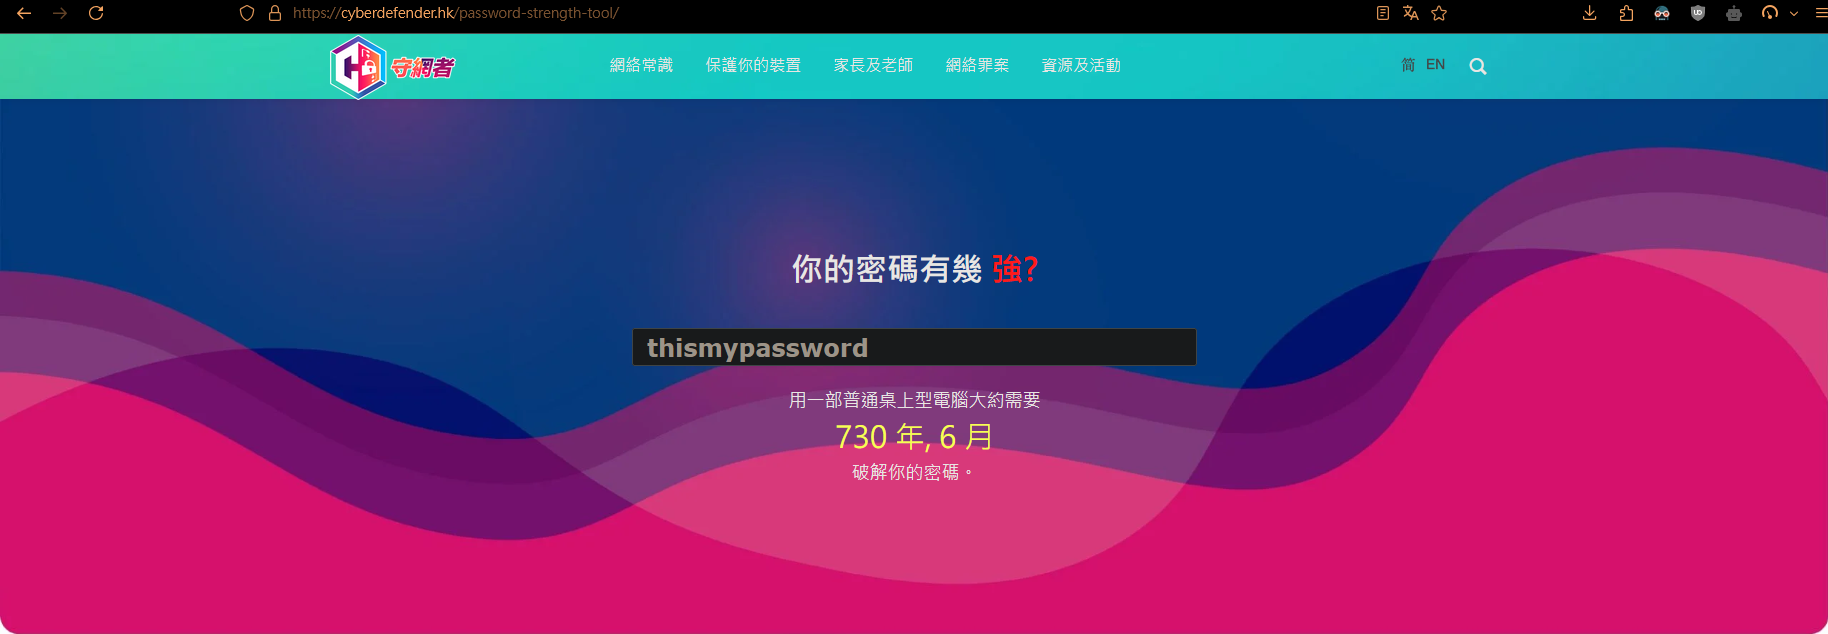 https://cyberdefender.hk/password-strength-tool/
守網者
網絡常識 保護你的裝置 家長及老師 網絡罪案 資源及活動 简 EN
你的密碼有幾 強?
thismypassword
用一部普通桌上型電腦大約需要
730 年, 6 月
破解你的密碼。